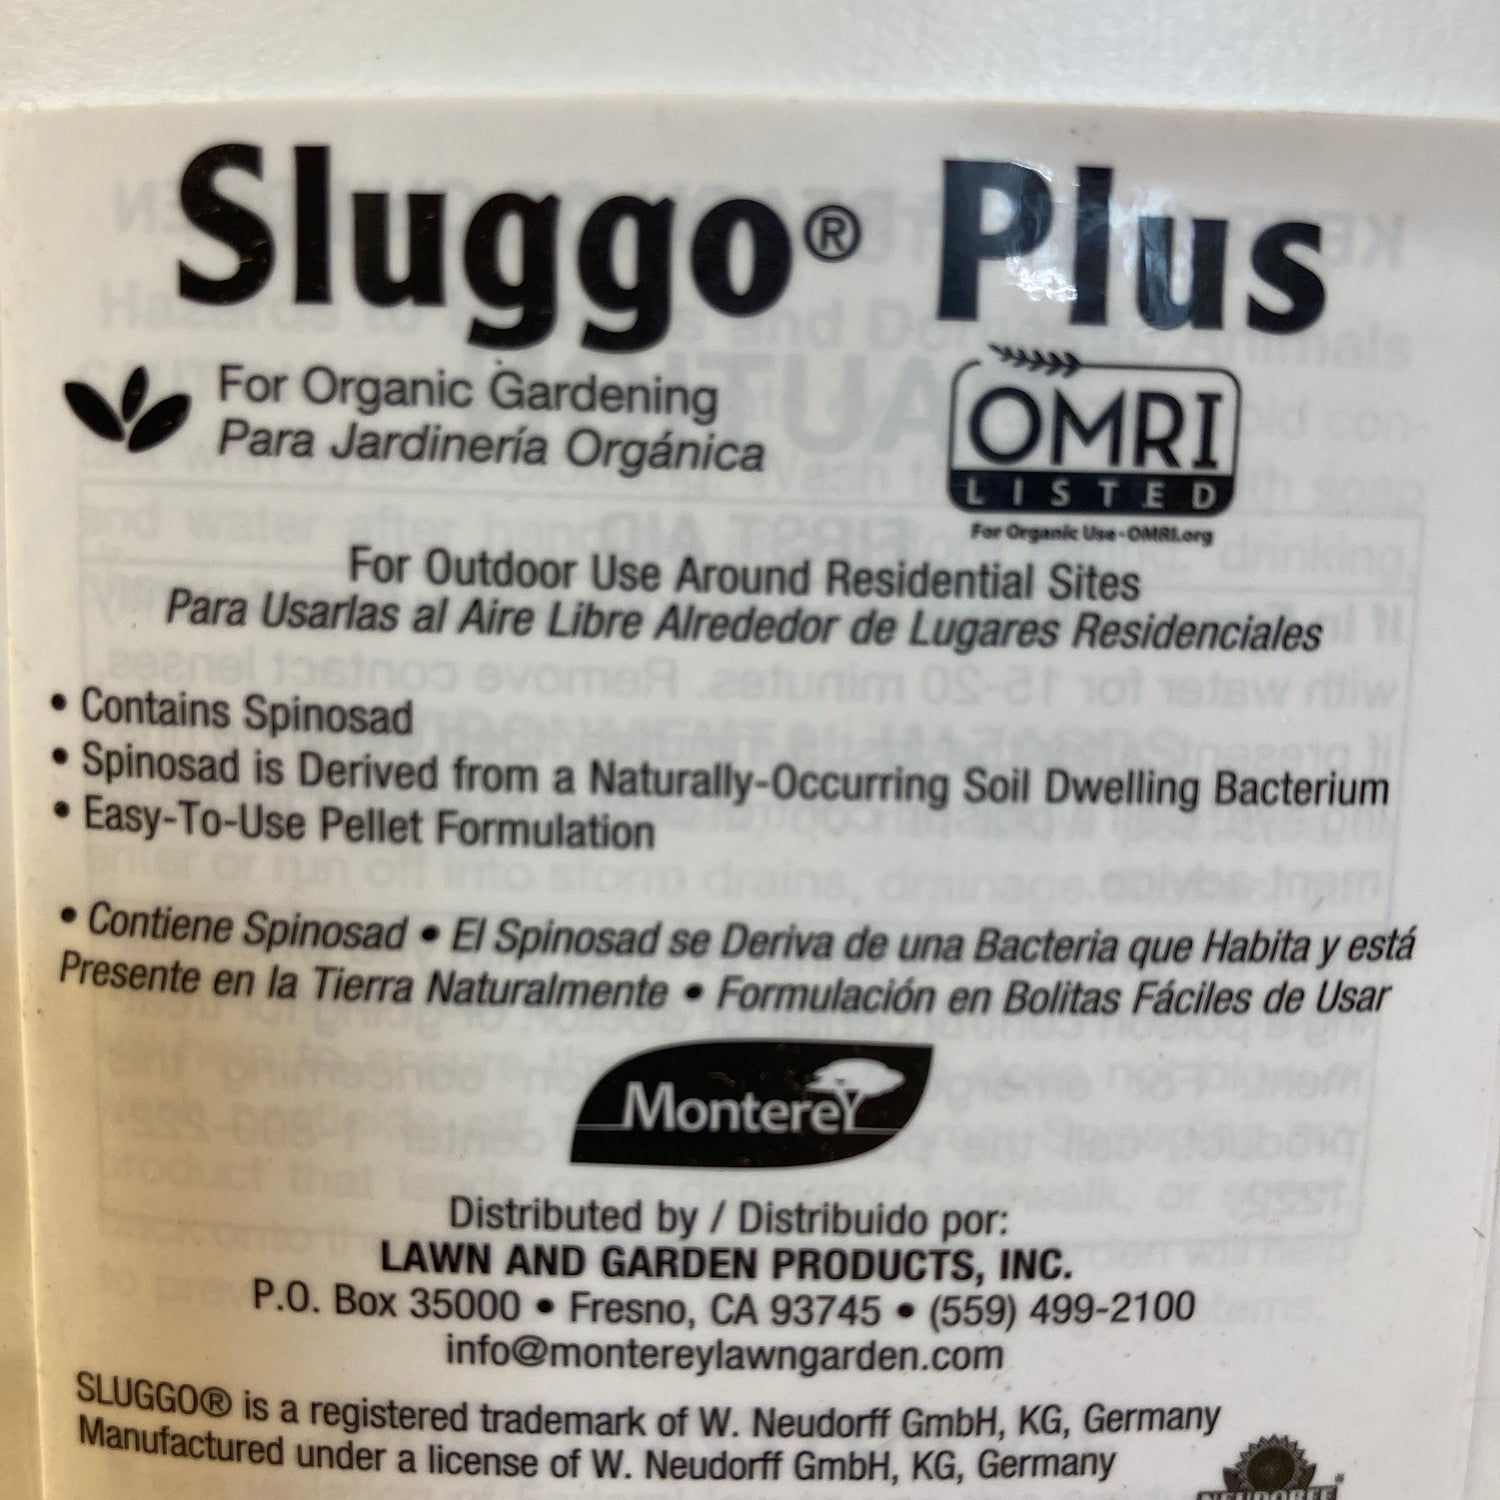 Sluggo® Plus
For Organic Gardening
Para Jardinería Orgánica
OMRI
LISTED
For Organic Use - OMRI.org
For Outdoor Use Around Residential Sites
Para Usarlas al Aire Libre Alrededor de Lugares Residenciales
• Contains Spinosad
• Spinosad is Derived from a Naturally-Occurring Soil Dwelling Bacterium
• Easy-To-Use Pellet Formulation
• Contiene Spinosad • El Spinosad se Deriva de una Bacteria que Habita y está
Presente en la Tierra Naturalmente • Formulación en Bolitas Fáciles de Usar
Monterey
Distributed by / Distribuido por:
LAWN AND GARDEN PRODUCTS, INC.
P.O. Box 35000 • Fresno, CA 93745 • (559) 499-2100
info@montereylawngarden.com
SLUGGO® is a registered trademark of W. Neudorff GmbH, KG, Germany
Manufactured under a license of W. Neudorff GmbH, KG, Germany
NEUDORFF